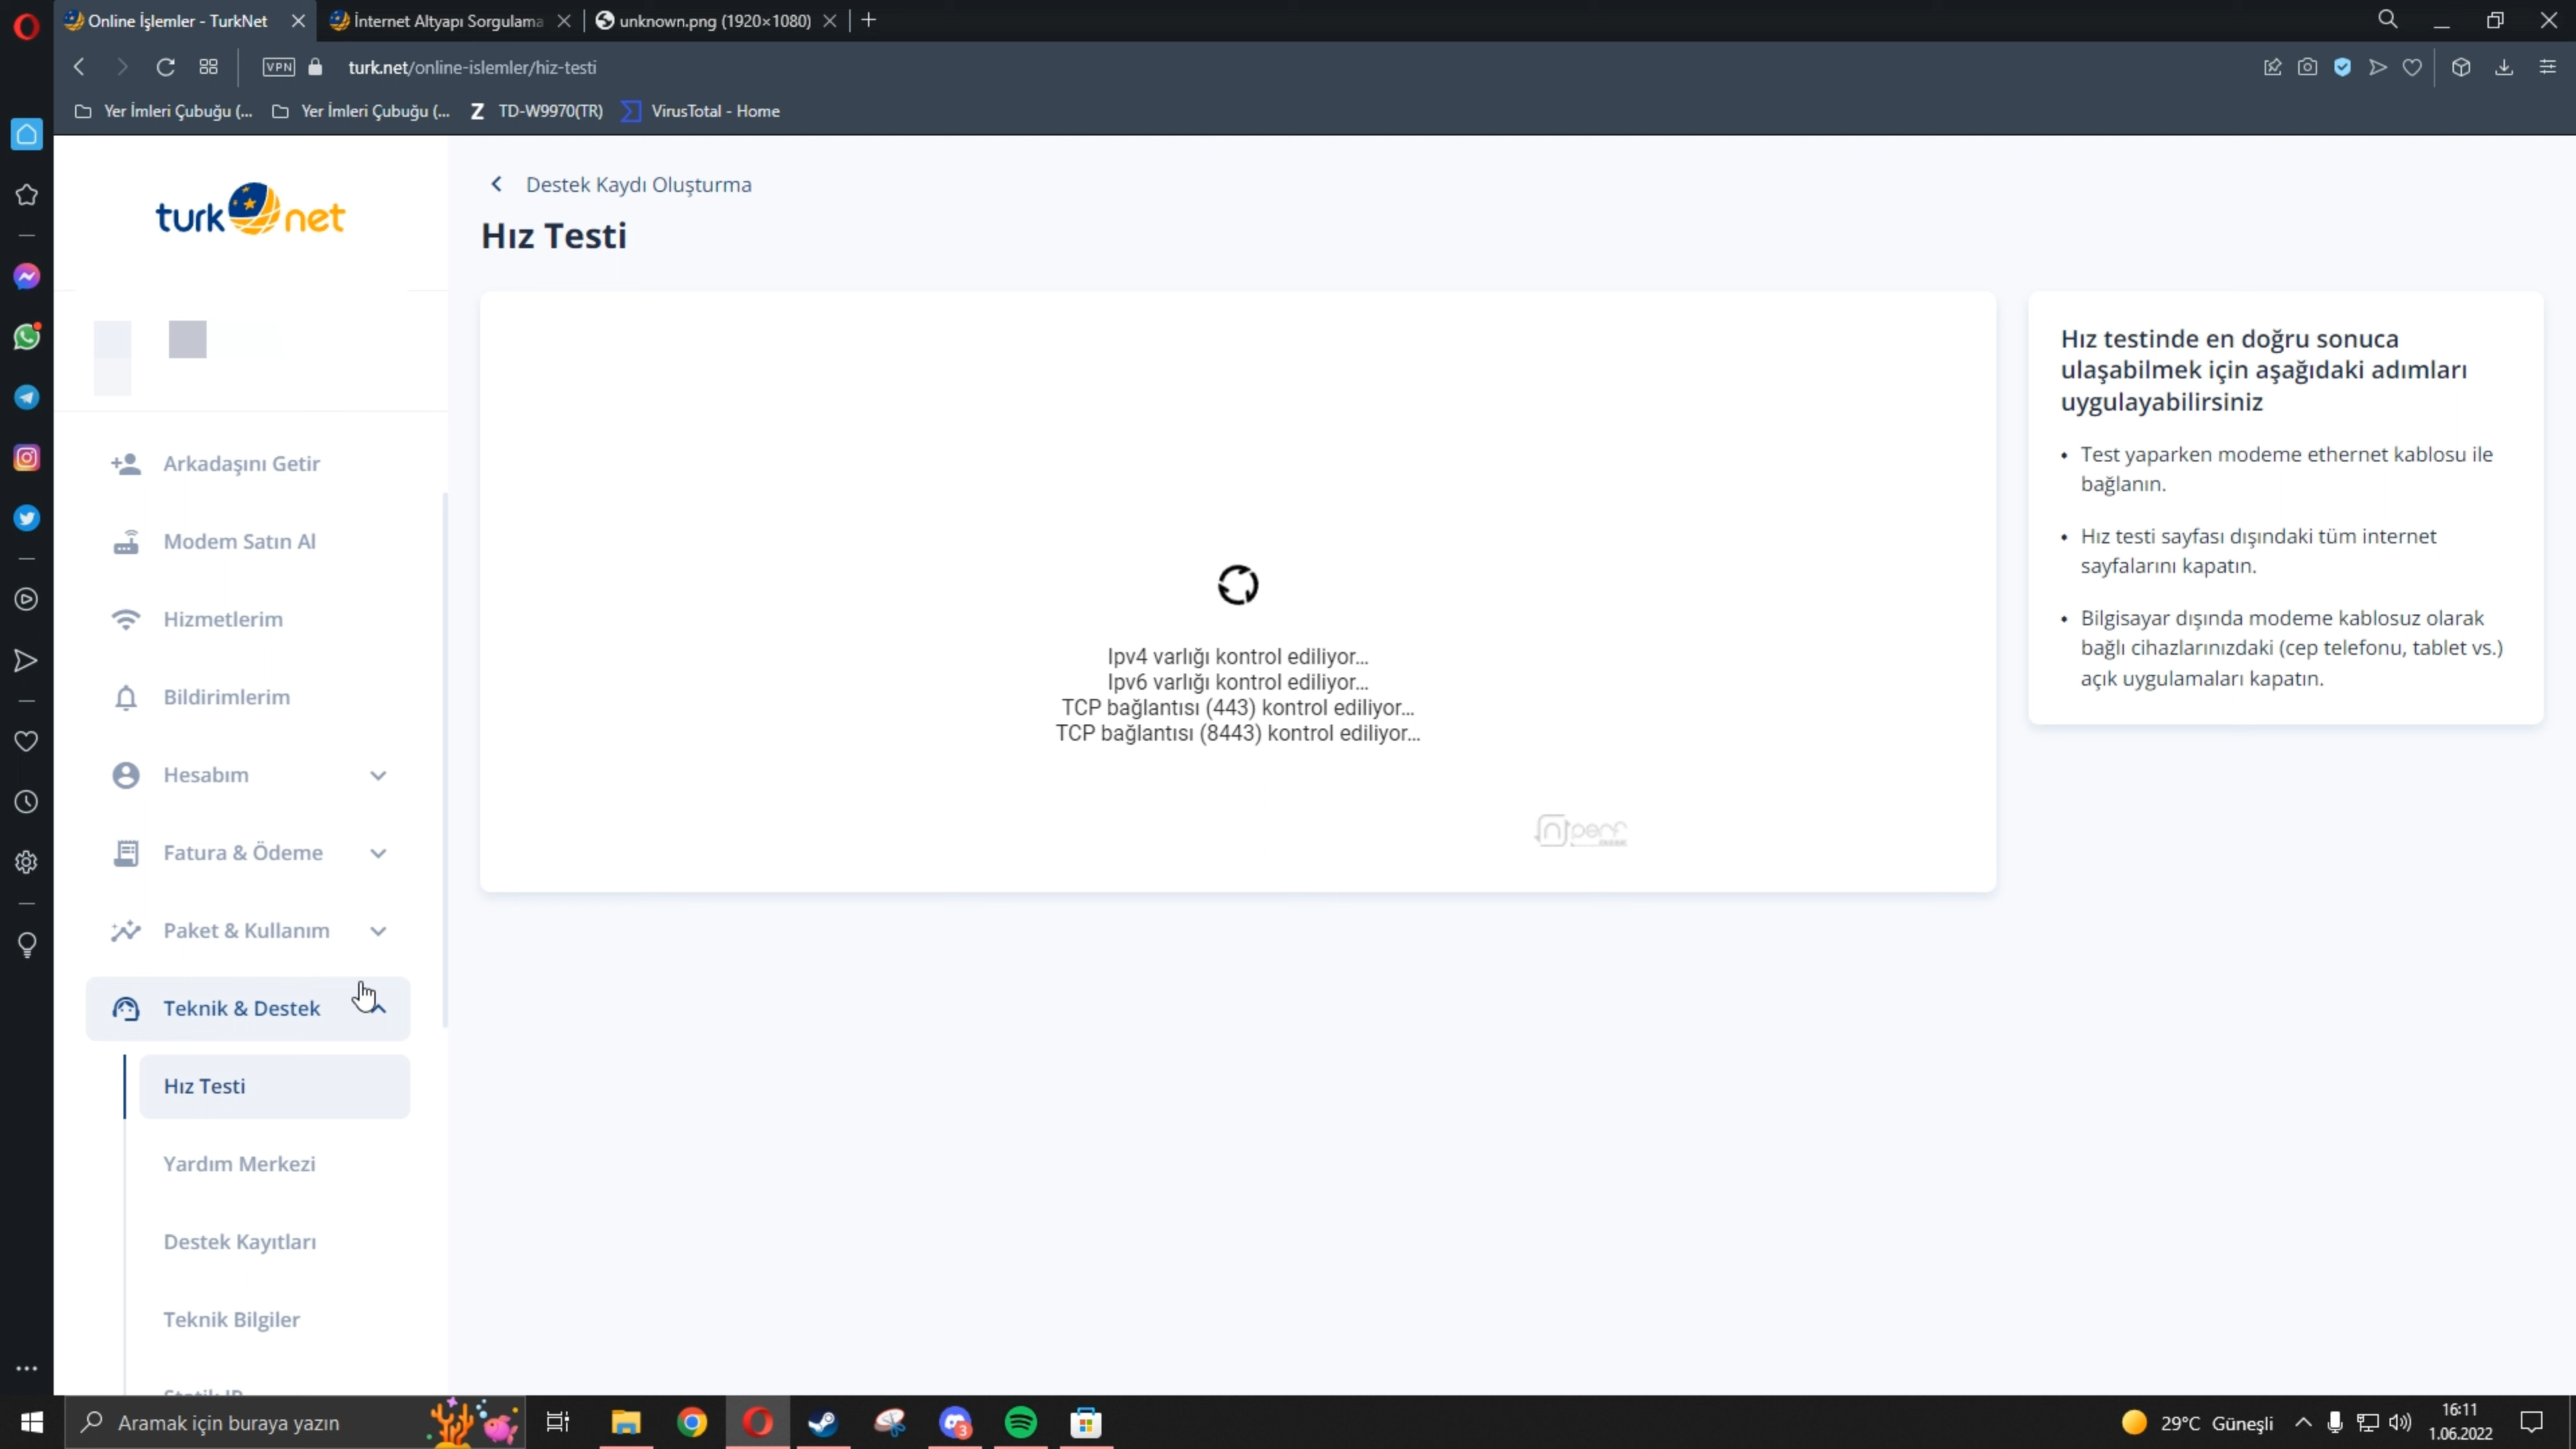 Online İşlemler - TurkNet
İnternet Altyapı Sorgulama
unknown.png (1920×1080)
VPN
turk.net/online-islemler/hiz-testi
Yer İmleri Çubuğu (...
Yer İmleri Çubuğu (...
Z TD-W9970(TR)
VirusTotal - Home
turk net
Arkadaşını Getir
Modem Satın Al
Hizmetlerim
Bildirimlerim
Hesabım
Fatura & Ödeme
Paket & Kullanım
Teknik & Destek
Hız Testi
Yardım Merkezi
Destek Kayıtları
Teknik Bilgiler
Statik IP
Destek Kaydı Oluşturma
Hız Testi
Ipv4 varlığı kontrol ediliyor...
Ipv6 varlığı kontrol ediliyor...
TCP bağlantısı (443) kontrol ediliyor...
TCP bağlantısı (8443) kontrol ediliyor...
nperf
Hız testinde en doğru sonuca
ulaşabilmek için aşağıdaki adımları
uygulayabilirsiniz
• Test yaparken modeme ethernet kablosu ile
bağlanın.
• Hız testi sayfası dışındaki tüm internet
sayfalarını kapatın.
• Bilgisayar dışında modeme kablosuz olarak
bağlı cihazlarınızdaki (cep telefonu, tablet vs.)
açık uygulamaları kapatın.
Aramak için buraya yazın
3
29°C Güneşli
16:11
1.06.2022